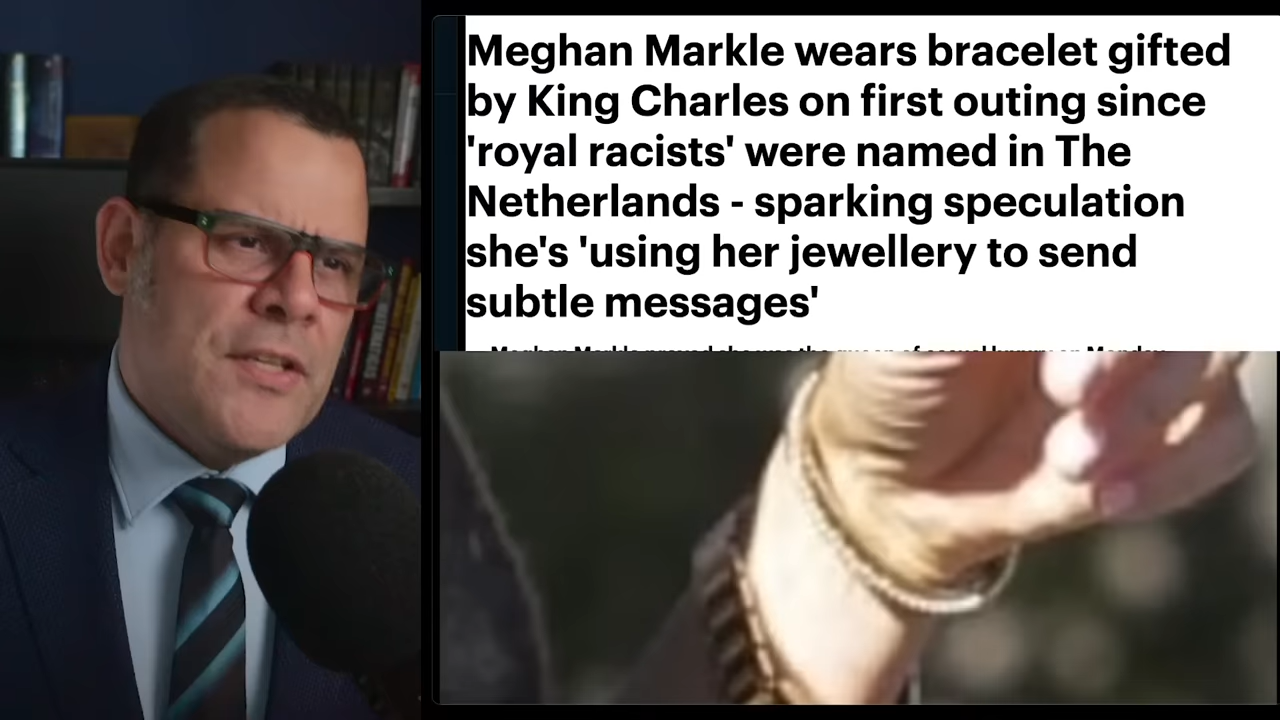 Meghan Markle wears bracelet gifted
by King Charles on first outing since
'royal racists' were named in The
Netherlands - sparking speculation
she's 'using her jewellery to send
subtle messages'